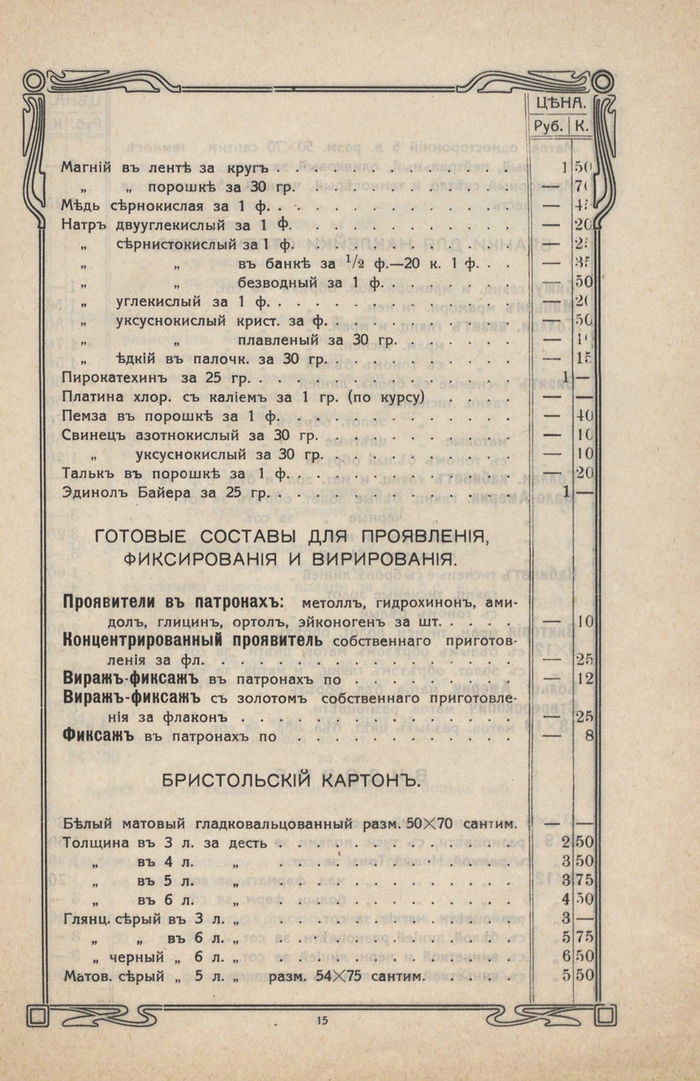 ЦѢНА.
Руб. К.
Магній въ лентѣ за кругъ . . . . . . . . . . . 1 50
„ „ порошкѣ за 30 гр. . . . . . . . . . . —
Мѣдь сѣрнокислая за 1 ф. . . . . . . . . . . —
Натръ двууглекислый за 1 ф. . . . . . . . . . — 20
„ сѣрнистокислый за 1 ф. . . . . . . . . . —
„ „ въ банкѣ за 1/2 ф.—20 к. 1 ф. . . — 35
„ „ безводный за 1 ф. . . . . . . — 50
„ углекислый за 1 ф. . . . . . . . . . . — 20
„ уксуснокислый крист. за ф. . . . . . . . . — 50
„ „ плавленый за 30 гр. . . . . . —
„ ѣдкій въ палочк. за 30 гр. . . . . . . . . — 15
Пирокатехинъ за 25 гр. . . . . . . . . . . . 1 —
Платина хлор. съ каліемъ за 1 гр. (по курсу) . . . . — —
Пемза въ порошкѣ за 1 ф. . . . . . . . . . . — 40
Свинецъ азотнокислый за 30 гр. . . . . . . . . — 10
„ уксуснокислый за 30 гр. . . . . . . . . — 10
Талькъ въ порошкѣ за 1 ф. . . . . . . . . . . — 20
Эдинолъ Байера за 25 гр. . . . . . . . . . . 1 —
ГОТОВЫЕ СОСТАВЫ ДЛЯ ПРОЯВЛЕНІЯ,
ФИКСИРОВАНІЯ И ВИРИРОВАНІЯ.
Проявители въ патронахъ: метоллъ, гидрохинонъ, ами-
долъ, глицинъ, ортолъ, эйконогенъ за шт. . . . . — 10
Концентрированный проявитель собственнаго приготов-
ленія за фл. . . . . . . . . . . . . . — 25
Виражъ-фиксажъ въ патронахъ по . . . . . . . . — 12
Виражъ-фиксажъ съ золотомъ собственнаго приготовле-
нія за флаконъ . . . . . . . . . . . . — 25
Фиксажъ въ патронахъ по . . . . . . . . . . — 8
БРИСТОЛЬСКІЙ КАРТОНЪ.
Бѣлый матовый гладковальцованный разм. 50×70 сантим. — —
Толщина въ 3 л. за десть . . . . . . . . . . . 2 50
„ въ 4 л. „ . . . . . . . . . . 3 50
„ въ 5 л. „ . . . . . . . . . . 3 75
„ въ 6 л. „ . . . . . . . . . . 4 50
Глянц. сѣрый въ 3 л. „ . . . . . . . . . . 3 —
„ „ въ 6 л. „ . . . . . . . . . . 5 75
„ черный „ 6 л. „ . . . . . . . . . . 6 50
Матов. сѣрый „ 5 л. „ разм. 54×75 сантим. . . . . 5 50
15